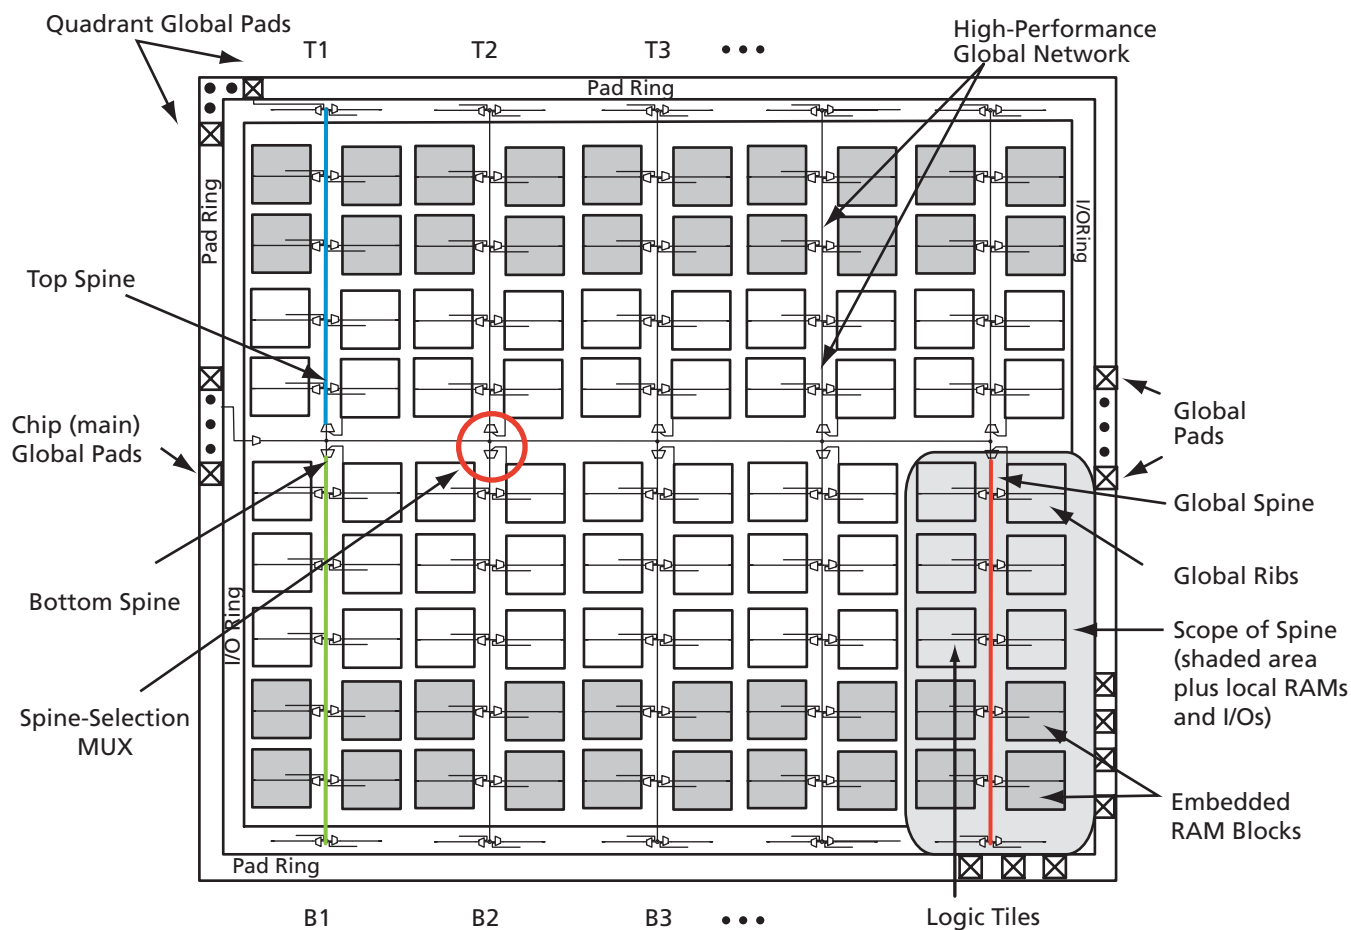 Quadrant Global Pads
T1
T2
T3
High-Performance
Global Network
Pad Ring
Pad Ring
I/ORing
Top Spine
Chip (main)
Global Pads
Global
Pads
Global Spine
Bottom Spine
Global Ribs
I/O Ring
Scope of Spine
(shaded area
plus local RAMs
and I/Os)
Spine-Selection
MUX
Embedded
RAM Blocks
Pad Ring
B1
B2
B3
Logic Tiles